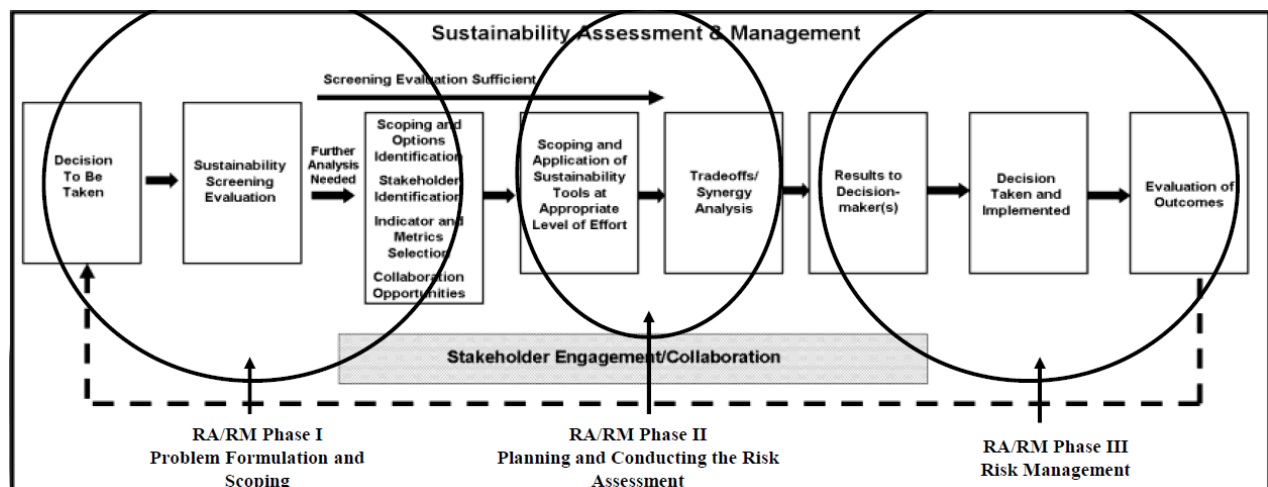 Sustainability Assessment & Management
Screening Evaluation Sufficient
Decision
To Be
Taken
Sustainability
Screening
Evaluation
Further
Analysis
Needed
Scoping and
Options
Identification
Stakeholder
Identification
Indicator and
Metrics
Selection
Collaboration
Opportunities
Scoping and
Application of
Sustainability
Tools at
Appropriate
Level of Effort
Tradeoffs/
Synergy
Analysis
Results to
Decision-
maker(s)
Decision
Taken and
Implemented
Evaluation of
Outcomes
Stakeholder Engagement/Collaboration
RA/RM Phase I
Problem Formulation and
Scoping
RA/RM Phase II
Planning and Conducting the Risk
Assessment
RA/RM Phase III
Risk Management